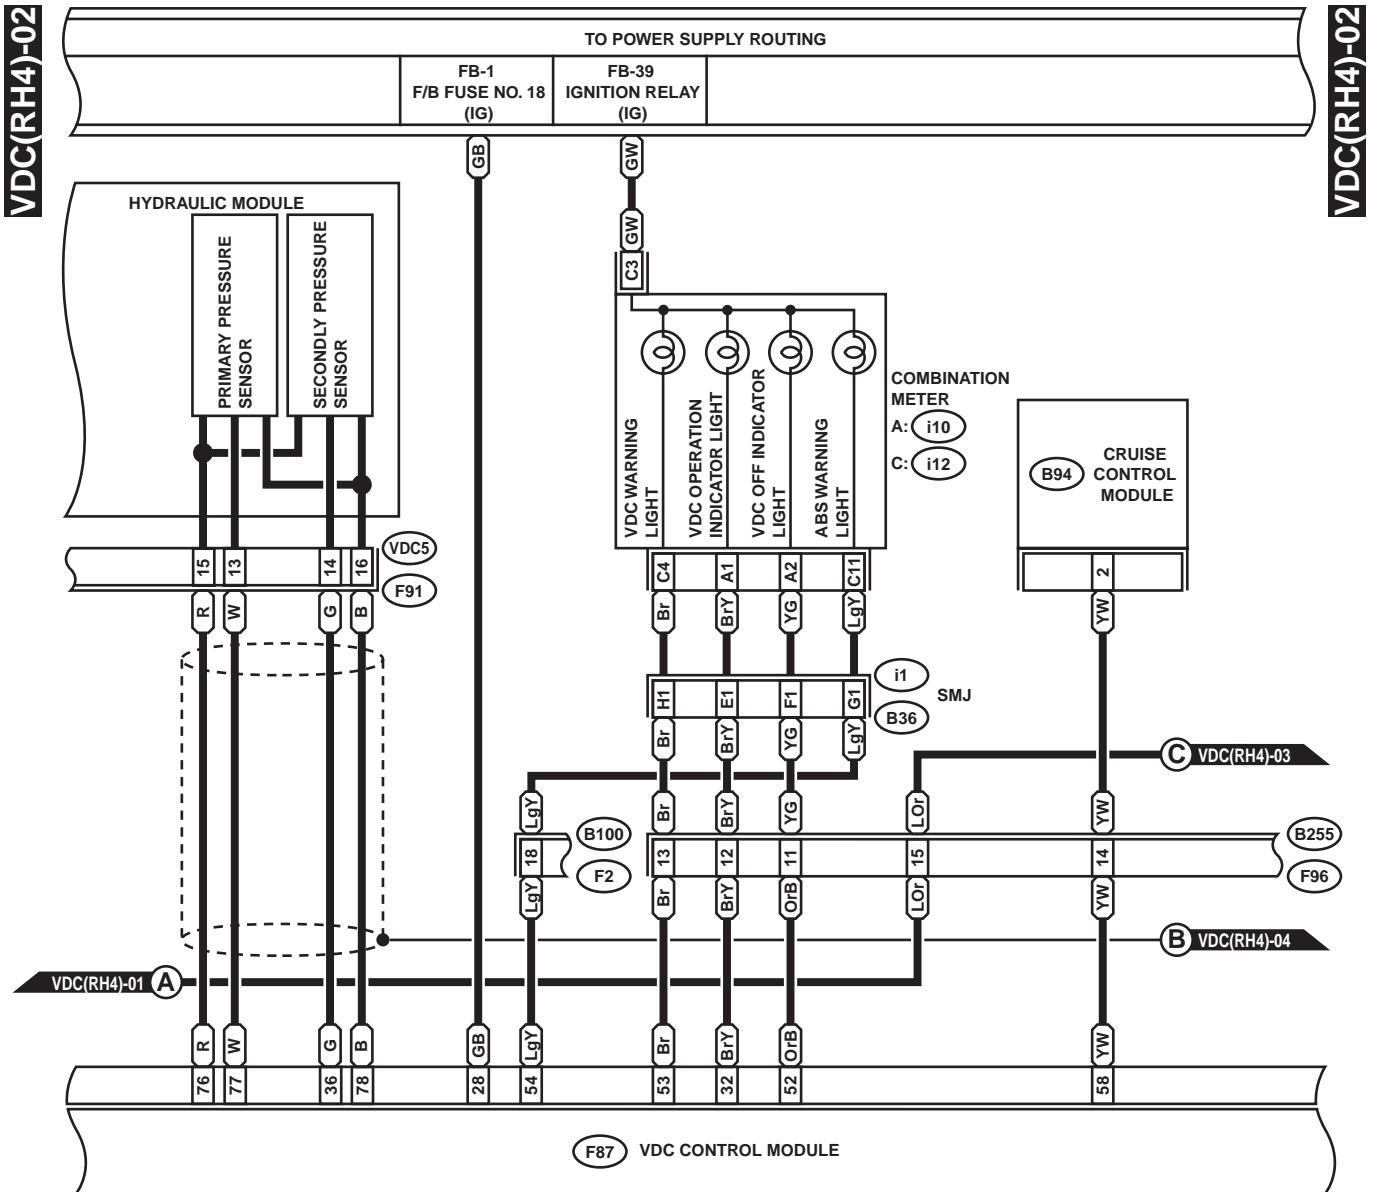 VDC(RH4)-02
VDC(RH4)-02
TO POWER SUPPLY ROUTING
FB-1
F/B FUSE NO. 18
(IG)
FB-39
IGNITION RELAY
(IG)
GB
GW
GW
C3
HYDRAULIC MODULE
PRIMARY PRESSURE
SENSOR
SECONDLY PRESSURE
SENSOR
VDC WARNING
LIGHT
VDC OPERATION
INDICATOR LIGHT
VDC OFF INDICATOR
LIGHT
ABS WARNING
LIGHT
COMBINATION
METER
A: i10
C: i12
B94
CRUISE
CONTROL
MODULE
15
13
14
16
VDC5
F91
R
W
G
B
C4
A1
A2
C11
2
Br
BrY
YG
LgY
YW
H1
E1
F1
G1
i1
SMJ
B36
Br
BrY
YG
LgY
C
VDC(RH4)-03
LgY
Br
BrY
YG
LOr
YW
18
B100
F2
13
12
11
15
14
B255
F96
LgY
Br
BrY
OrB
LOr
YW
B
VDC(RH4)-04
VDC(RH4)-01
A
R
W
G
B
GB
LgY
Br
BrY
OrB
YW
76
77
36
78
28
54
53
32
52
58
F87
VDC CONTROL MODULE